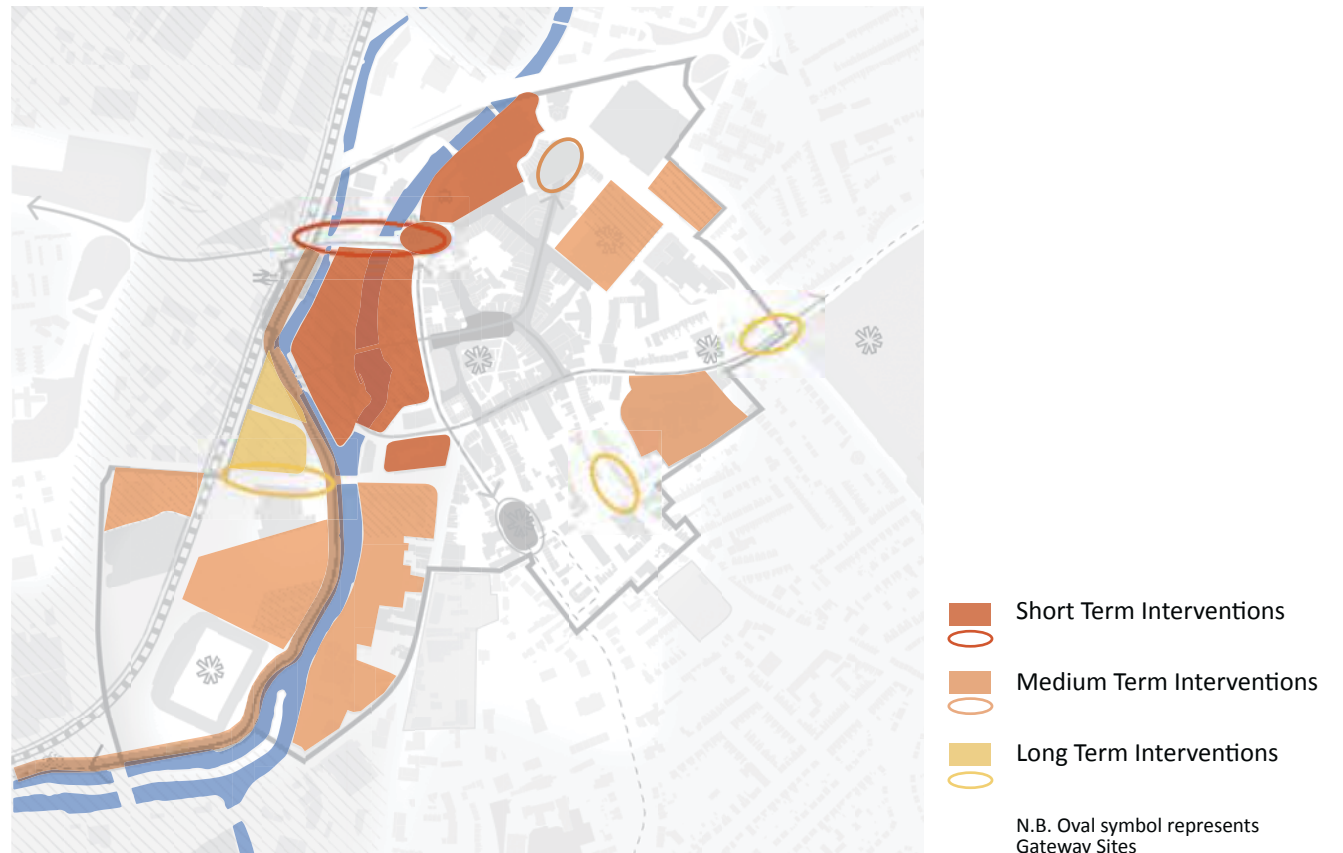 Short Term Interventions
Medium Term Interventions
Long Term Interventions
N.B. Oval symbol represents
Gateway Sites